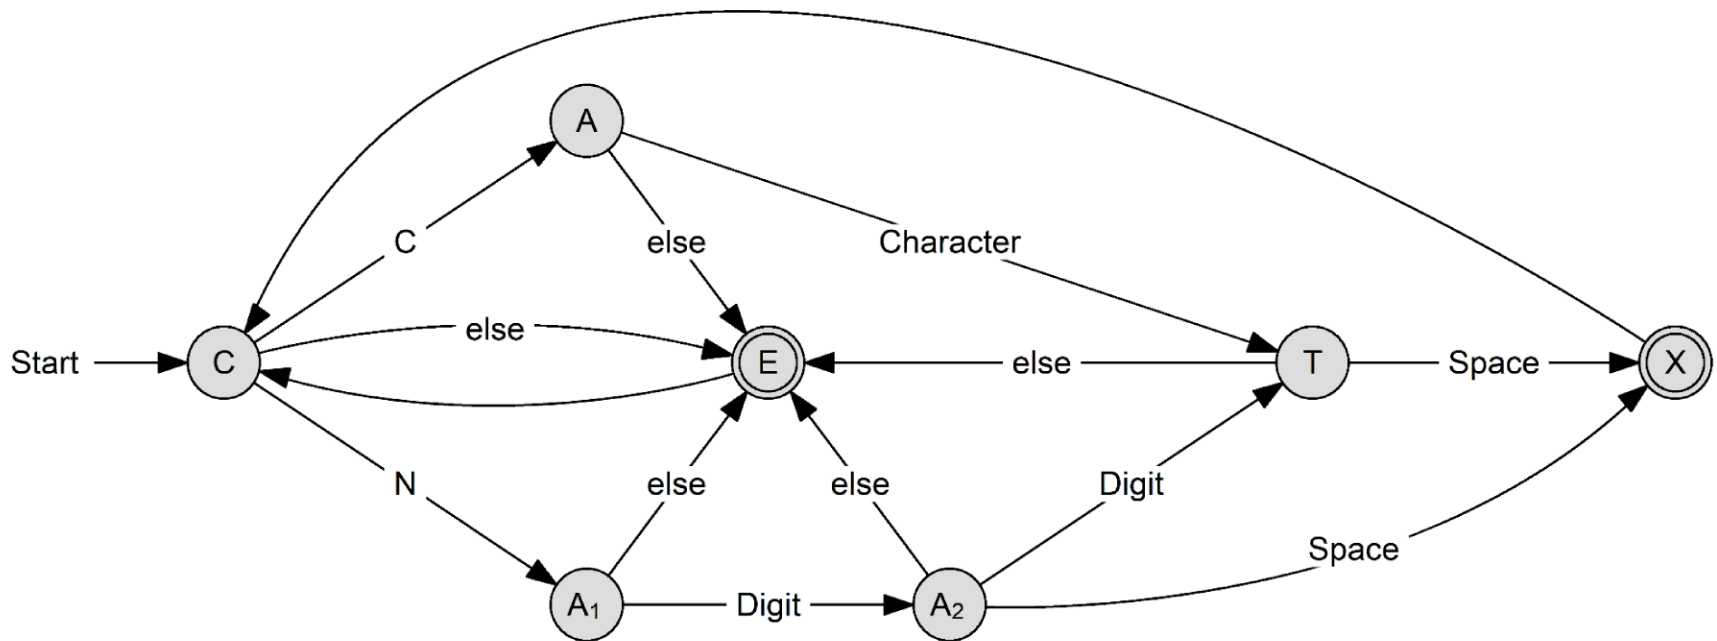 A
C
else
Character
else
Start
C
E
else
T
Space
X
N
else
else
Digit
Space
A₁
Digit
A₂